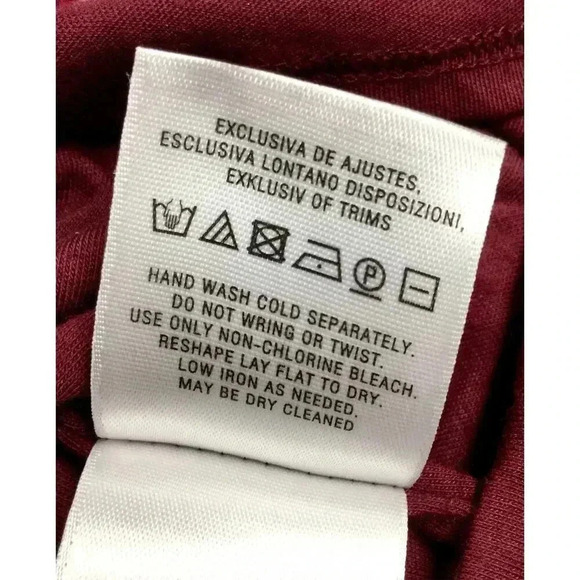 EXCLUSIVA DE AJUSTES,
ESCLUSIVA LONTANO DISPOSIZIONI,
EXKLUSIV OF TRIMS
P
HAND WASH COLD SEPARATELY.
DO NOT WRING OR TWIST.
USE ONLY NON-CHLORINE BLEACH.
RESHAPE LAY FLAT TO DRY.
LOW IRON AS NEEDED.
MAY BE DRY CLEANED